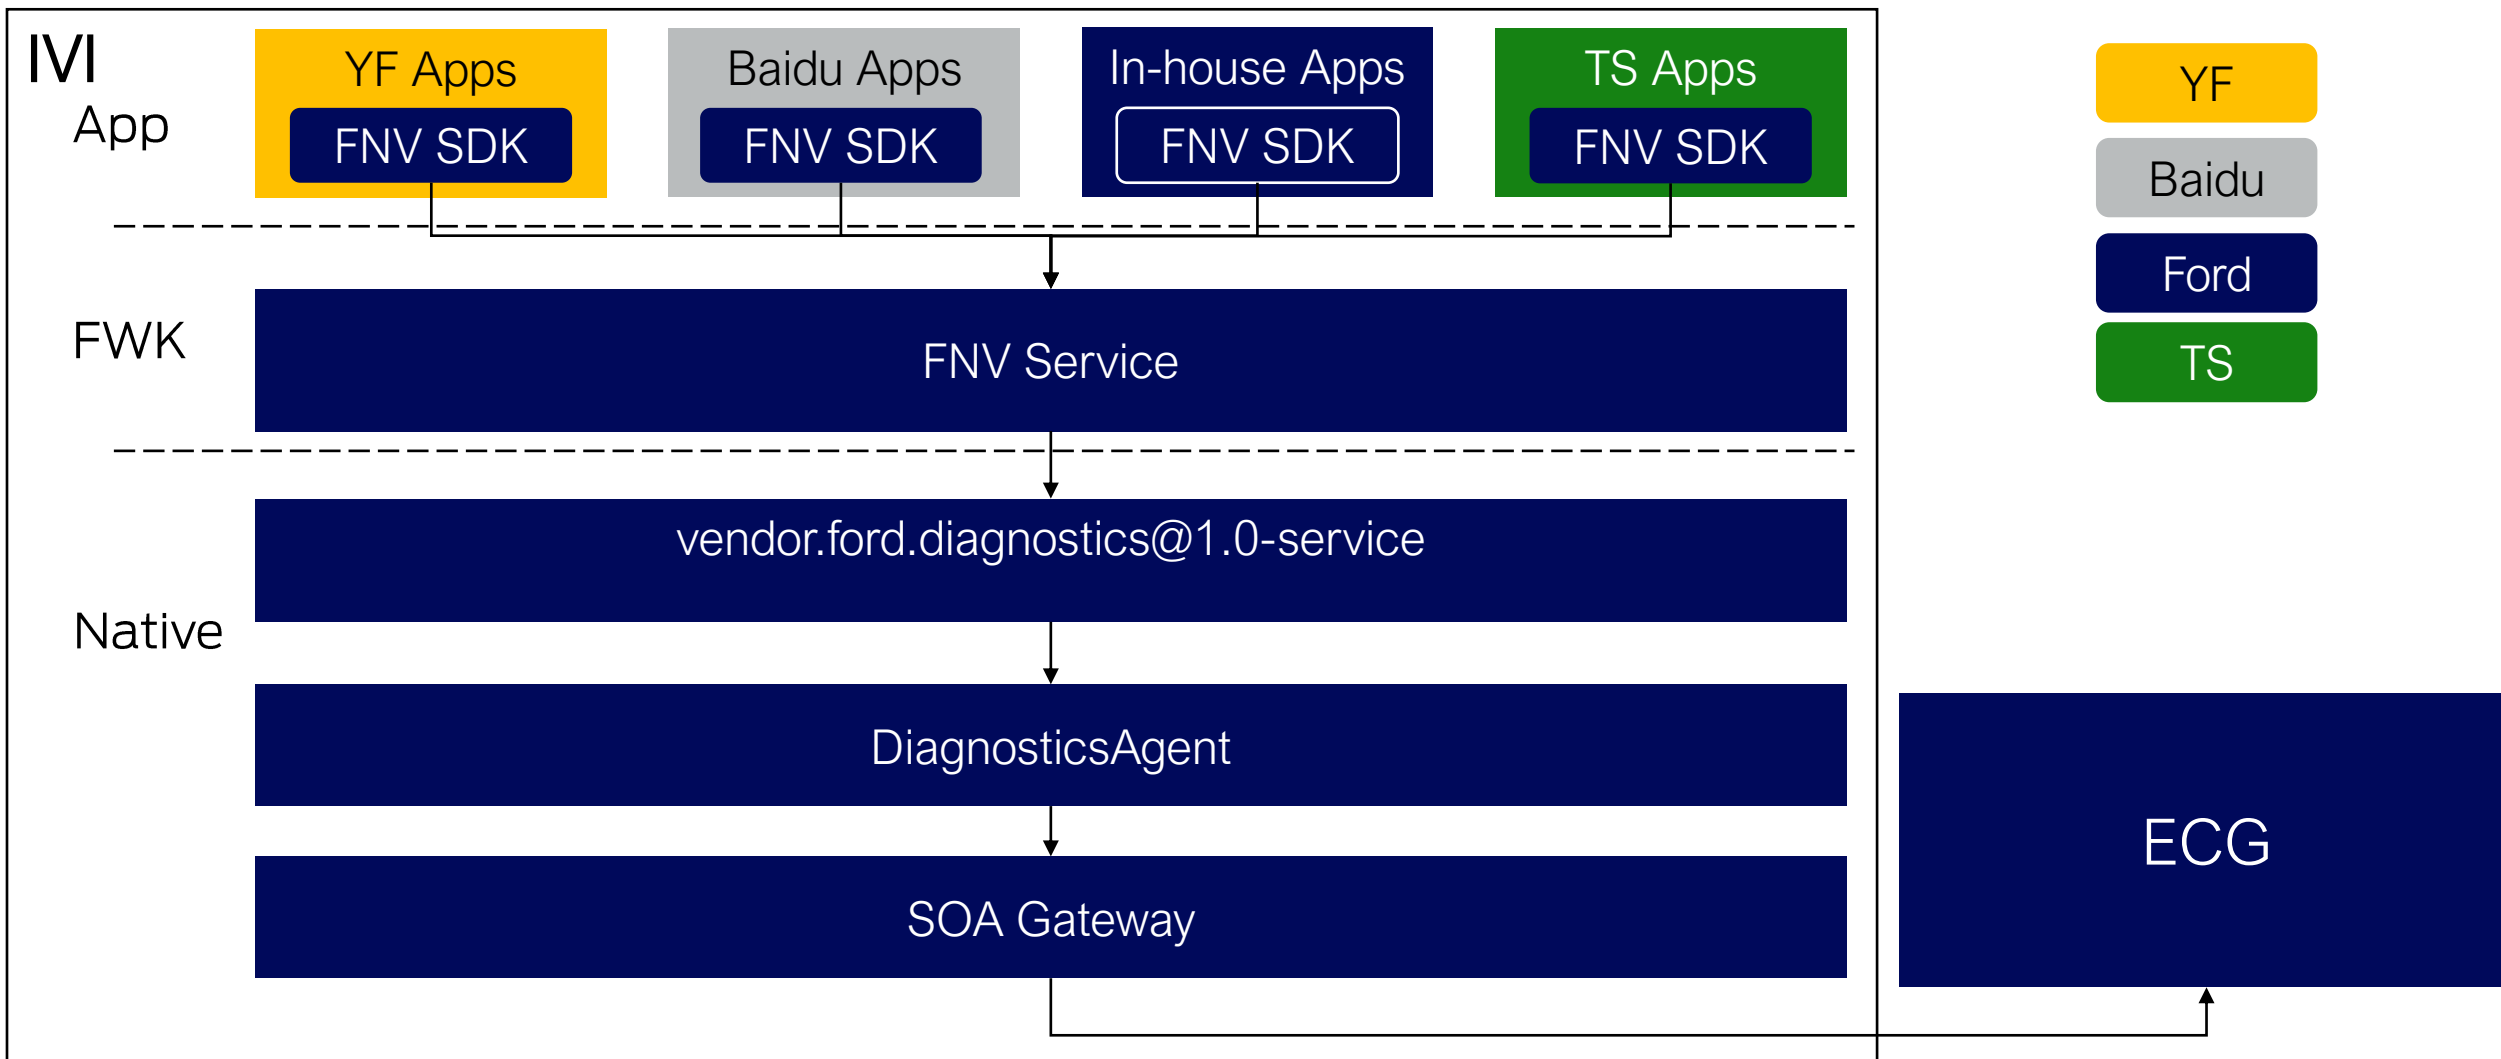 IVI
App
YF Apps
FNV SDK
Baidu Apps
FNV SDK
In-house Apps
FNV SDK
TS Apps
FNV SDK
YF
Baidu
Ford
TS
FWK
FNV Service
Native
vendor.ford.diagnostics@1.0-service
DiagnosticsAgent
SOA Gateway
ECG